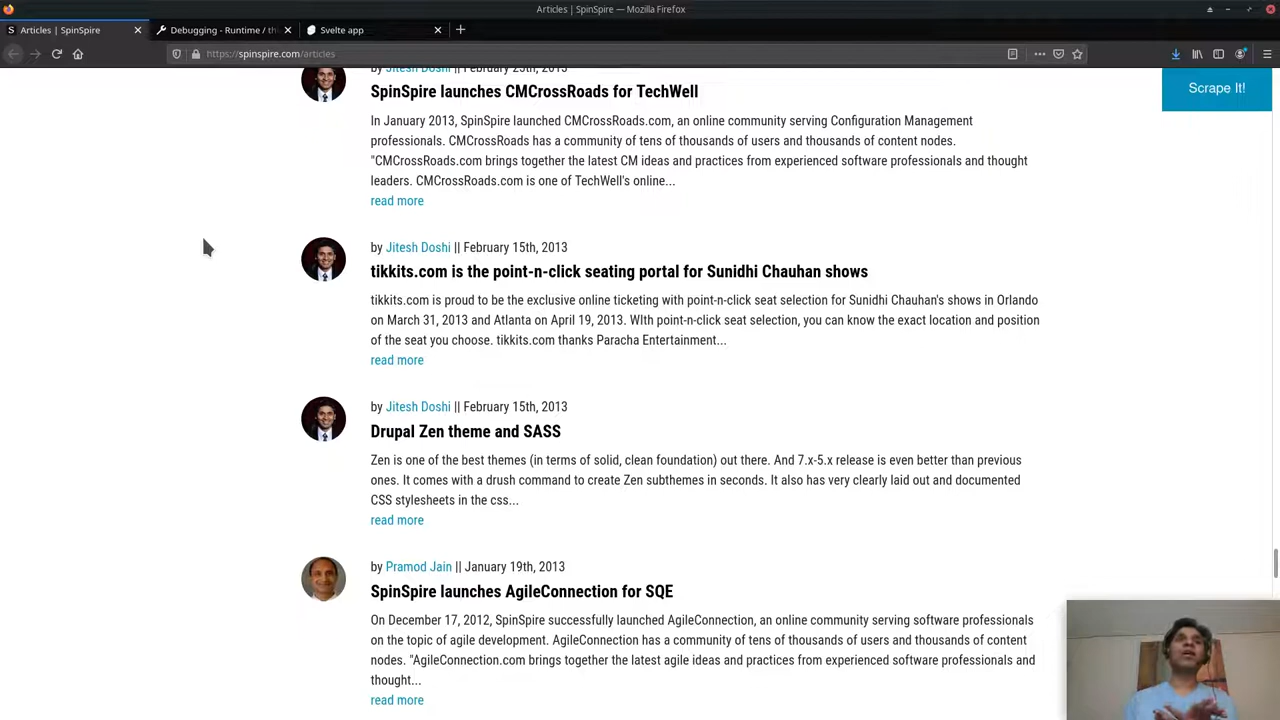 Articles | SpinSpire — Mozilla Firefox
S Articles | SpinSpire
Debugging - Runtime / th
Svelte app
https://spinspire.com/articles
Scrape It!
by Jitesh Doshi || February 25th, 2013
SpinSpire launches CMCrossRoads for TechWell
In January 2013, SpinSpire launched CMCrossRoads.com, an online community serving Configuration Management
professionals. CMCrossRoads has a community of tens of thousands of users and thousands of content nodes.
"CMCrossRoads.com brings together the latest CM ideas and practices from experienced software professionals and thought
leaders. CMCrossRoads.com is one of TechWell's online...
read more
by Jitesh Doshi || February 15th, 2013
tikkits.com is the point-n-click seating portal for Sunidhi Chauhan shows
tikkits.com is proud to be the exclusive online ticketing with point-n-click seat selection for Sunidhi Chauhan's shows in Orlando
on March 31, 2013 and Atlanta on April 19, 2013. WIth point-n-click seat selection, you can know the exact location and position
of the seat you choose. tikkits.com thanks Paracha Entertainment...
read more
by Jitesh Doshi || February 15th, 2013
Drupal Zen theme and SASS
Zen is one of the best themes (in terms of solid, clean foundation) out there. And 7.x-5.x release is even better than previous
ones. It comes with a drush command to create Zen subthemes in seconds. It also has very clearly laid out and documented
CSS stylesheets in the css...
read more
by Pramod Jain || January 19th, 2013
SpinSpire launches AgileConnection for SQE
On December 17, 2012, SpinSpire successfully launched AgileConnection, an online community serving software professionals
on the topic of agile development. AgileConnection has a community of tens of thousands of users and thousands of content
nodes. "AgileConnection.com brings together the latest agile ideas and practices from experienced software professionals and
thought...
read more